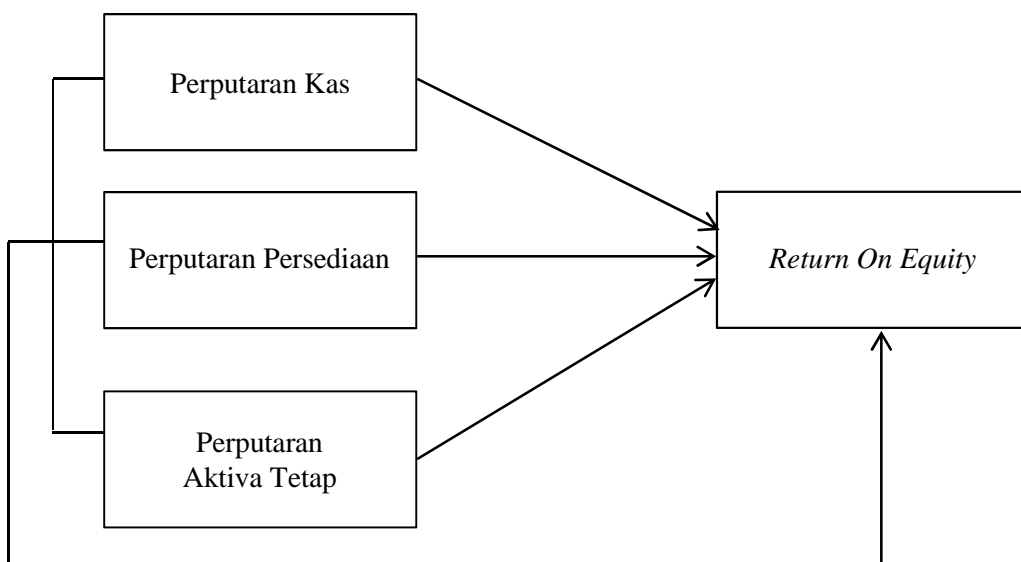 Perputaran Kas
Perputaran Persediaan
Return On Equity
Perputaran
Aktiva Tetap